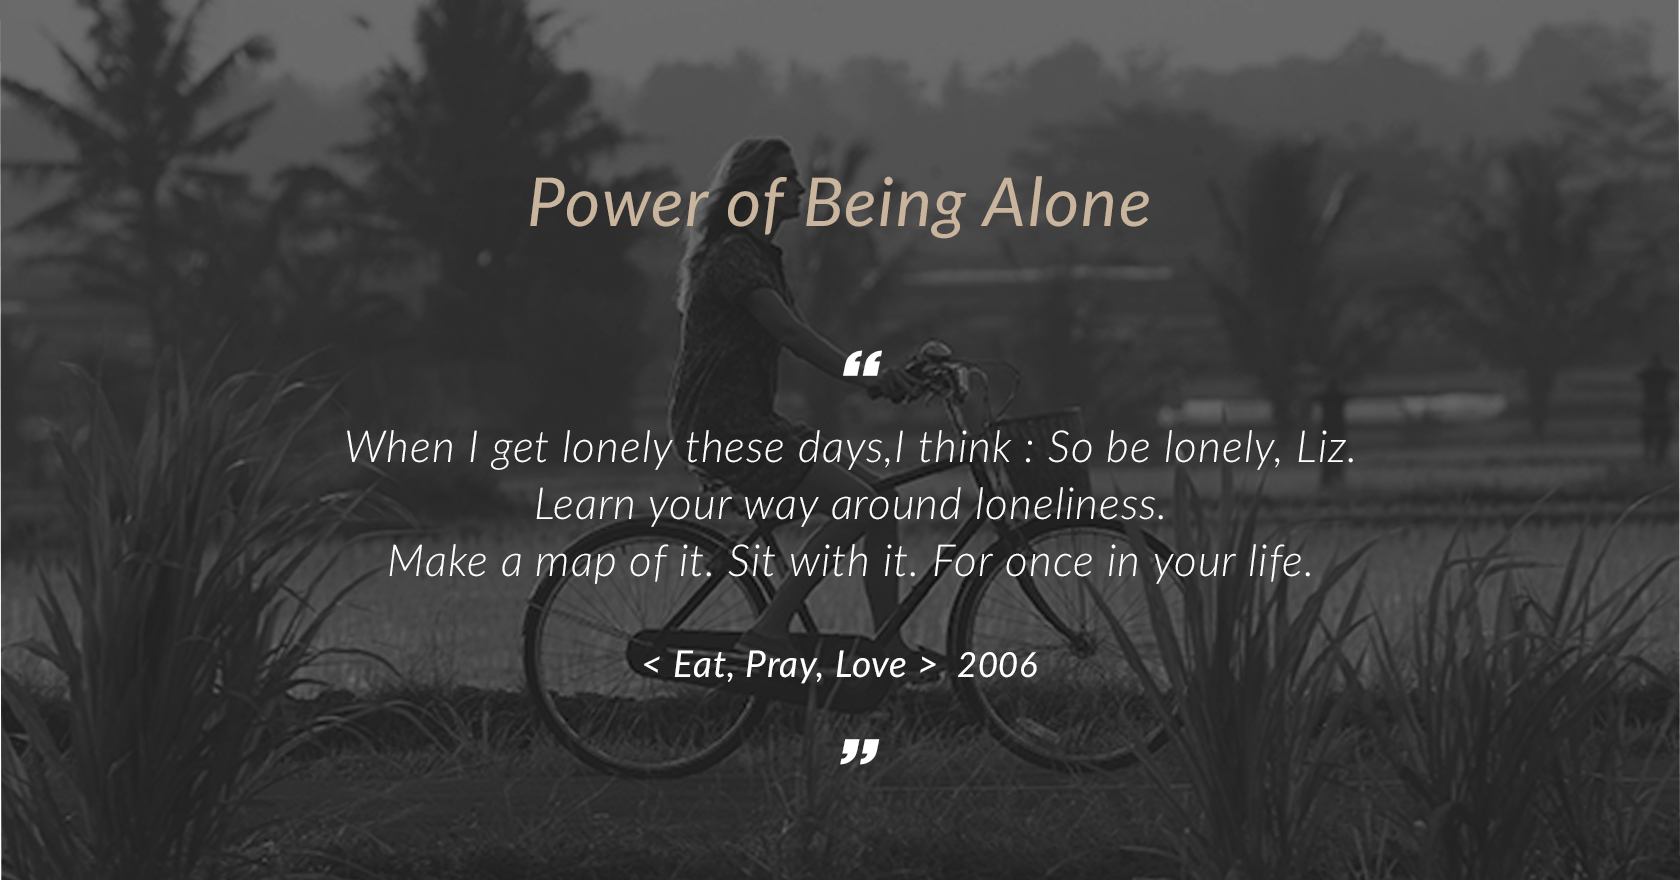 Power of Being Alone
“
When I get lonely these days,I think : So be lonely, Liz.
Learn your way around loneliness.
Make a map of it. Sit with it. For once in your life.
< Eat, Pray, Love > 2006
”